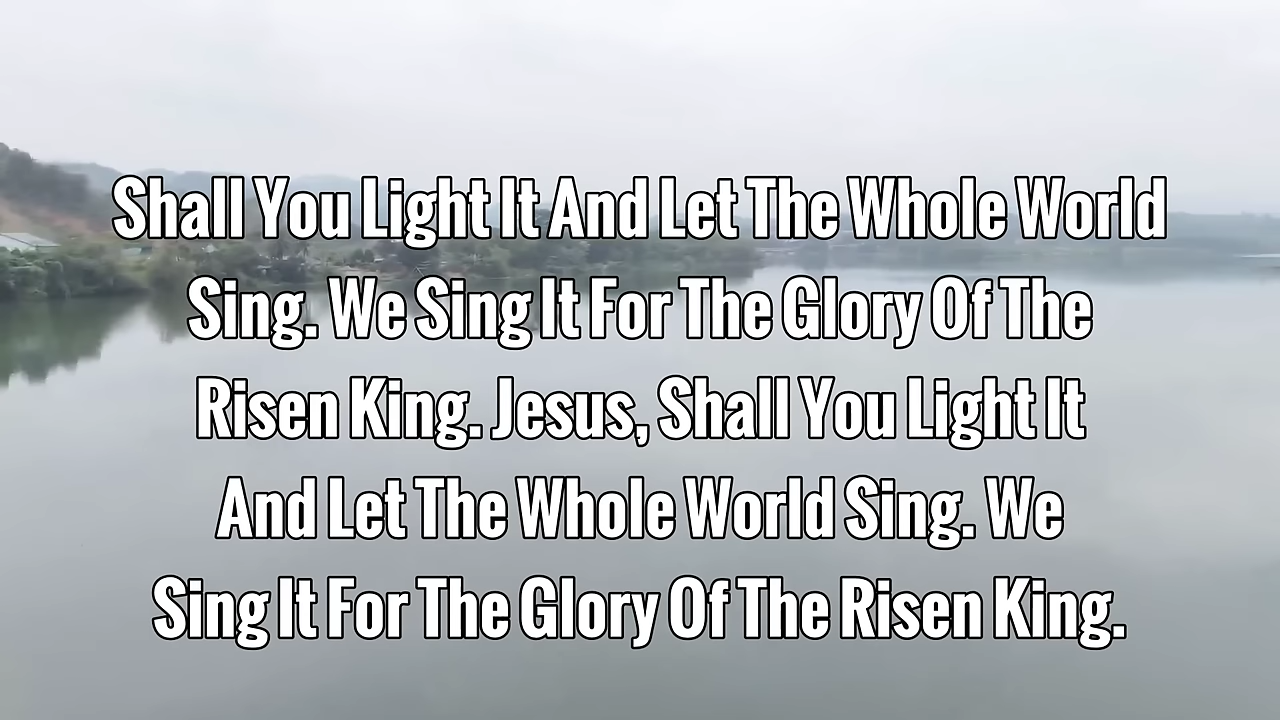 Shall You Light It And Let The Whole World
Sing. We Sing It For The Glory Of The
Risen King. Jesus, Shall You Light It
And Let The Whole World Sing. We
Sing It For The Glory Of The Risen King.